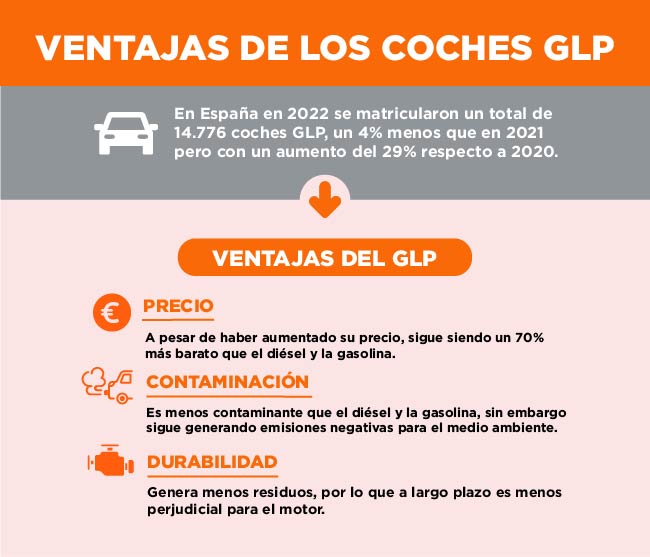 VENTAJAS DE LOS COCHES GLP
En España en 2022 se matricularon un total de
14.776 coches GLP, un 4% menos que en 2021
pero con un aumento del 29% respecto a 2020.
VENTAJAS DEL GLP
€
PRECIO
A pesar de haber aumentado su precio, sigue siendo un 70%
más barato que el diésel y la gasolina.
CONTAMINACIÓN
Es menos contaminante que el diésel y la gasolina, sin embargo
sigue generando emisiones negativas para el medio ambiente.
DURABILIDAD
Genera menos residuos, por lo que a largo plazo es menos
perjudicial para el motor.